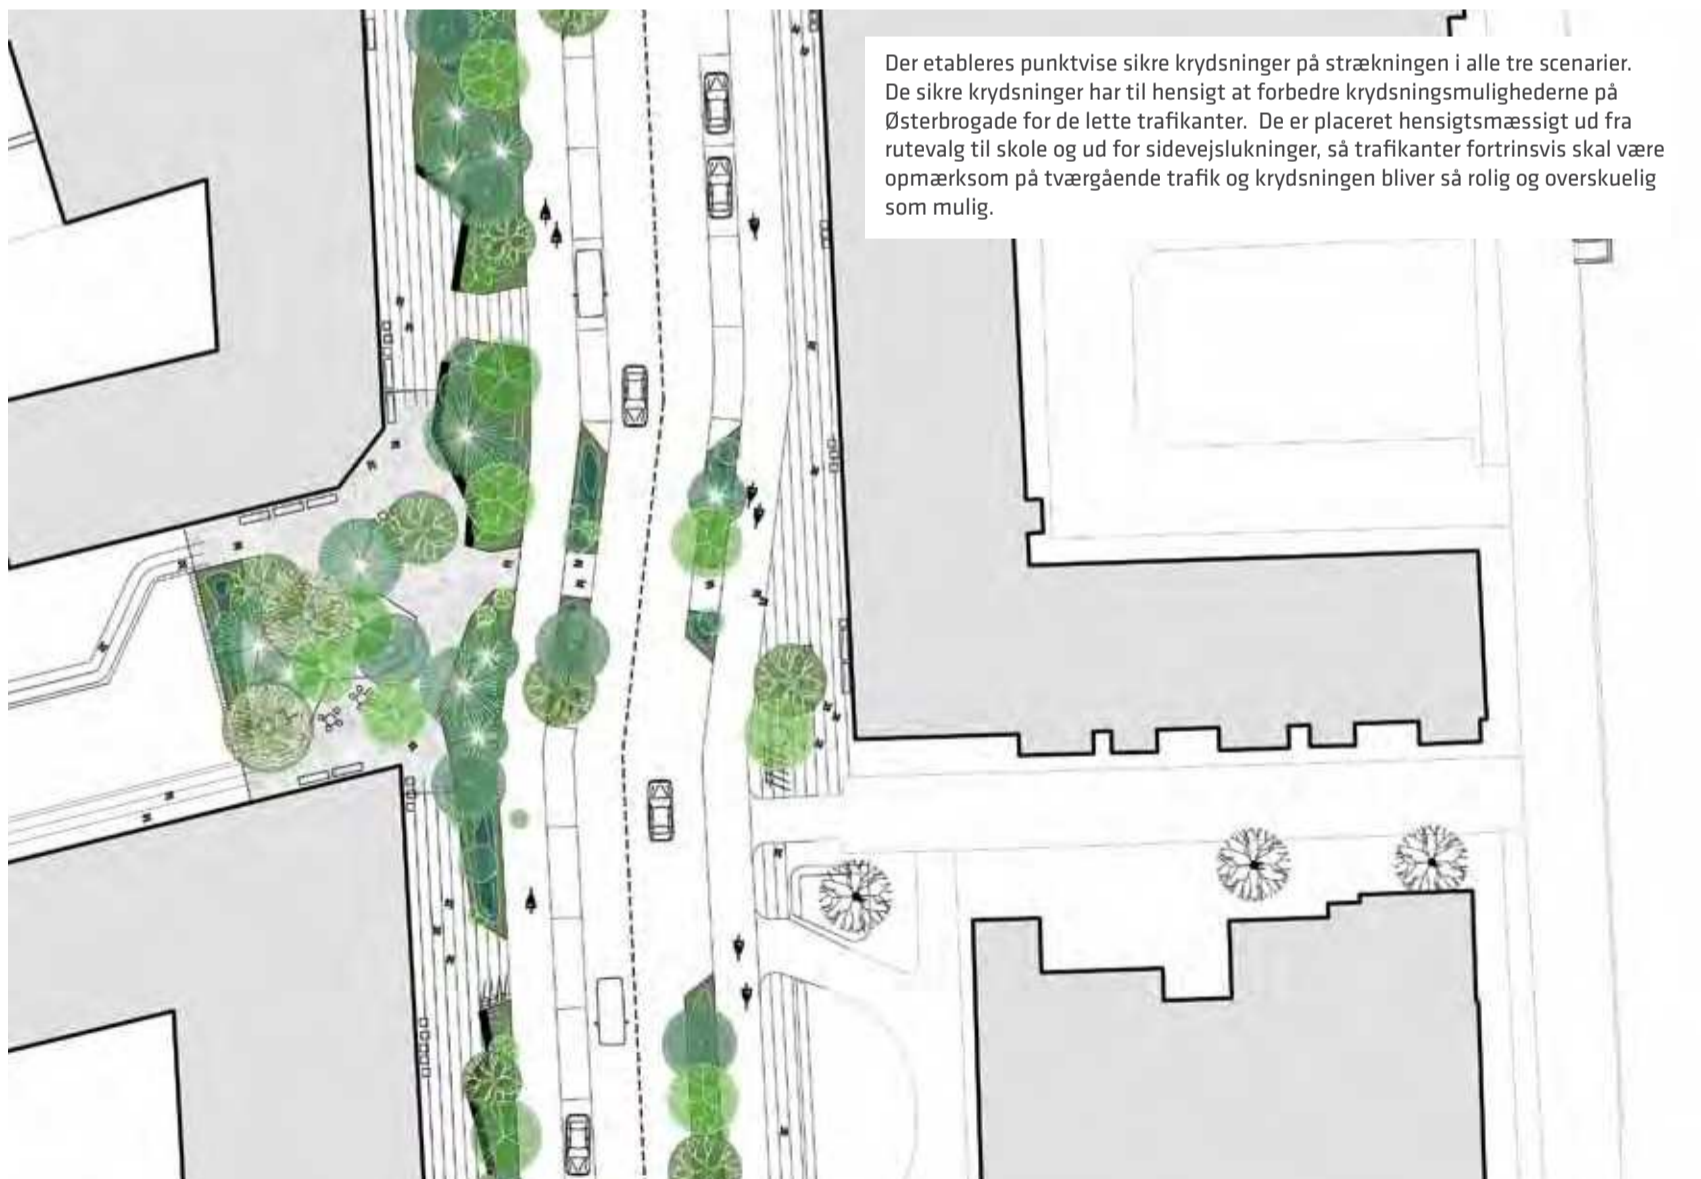 Der etableres punktvise sikre krydsninger på strækningen i alle tre scenarier.
De sikre krydsninger har til hensigt at forbedre krydsningsmulighederne på
Østerbrogade for de lette trafikanter.  De er placeret hensigtsmæssigt ud fra
rutevalg til skole og ud for sidevejslukninger, så trafikanter fortrinsvis skal være
opmærksom på tværgående trafik og krydsningen bliver så rolig og overskuelig
som mulig.